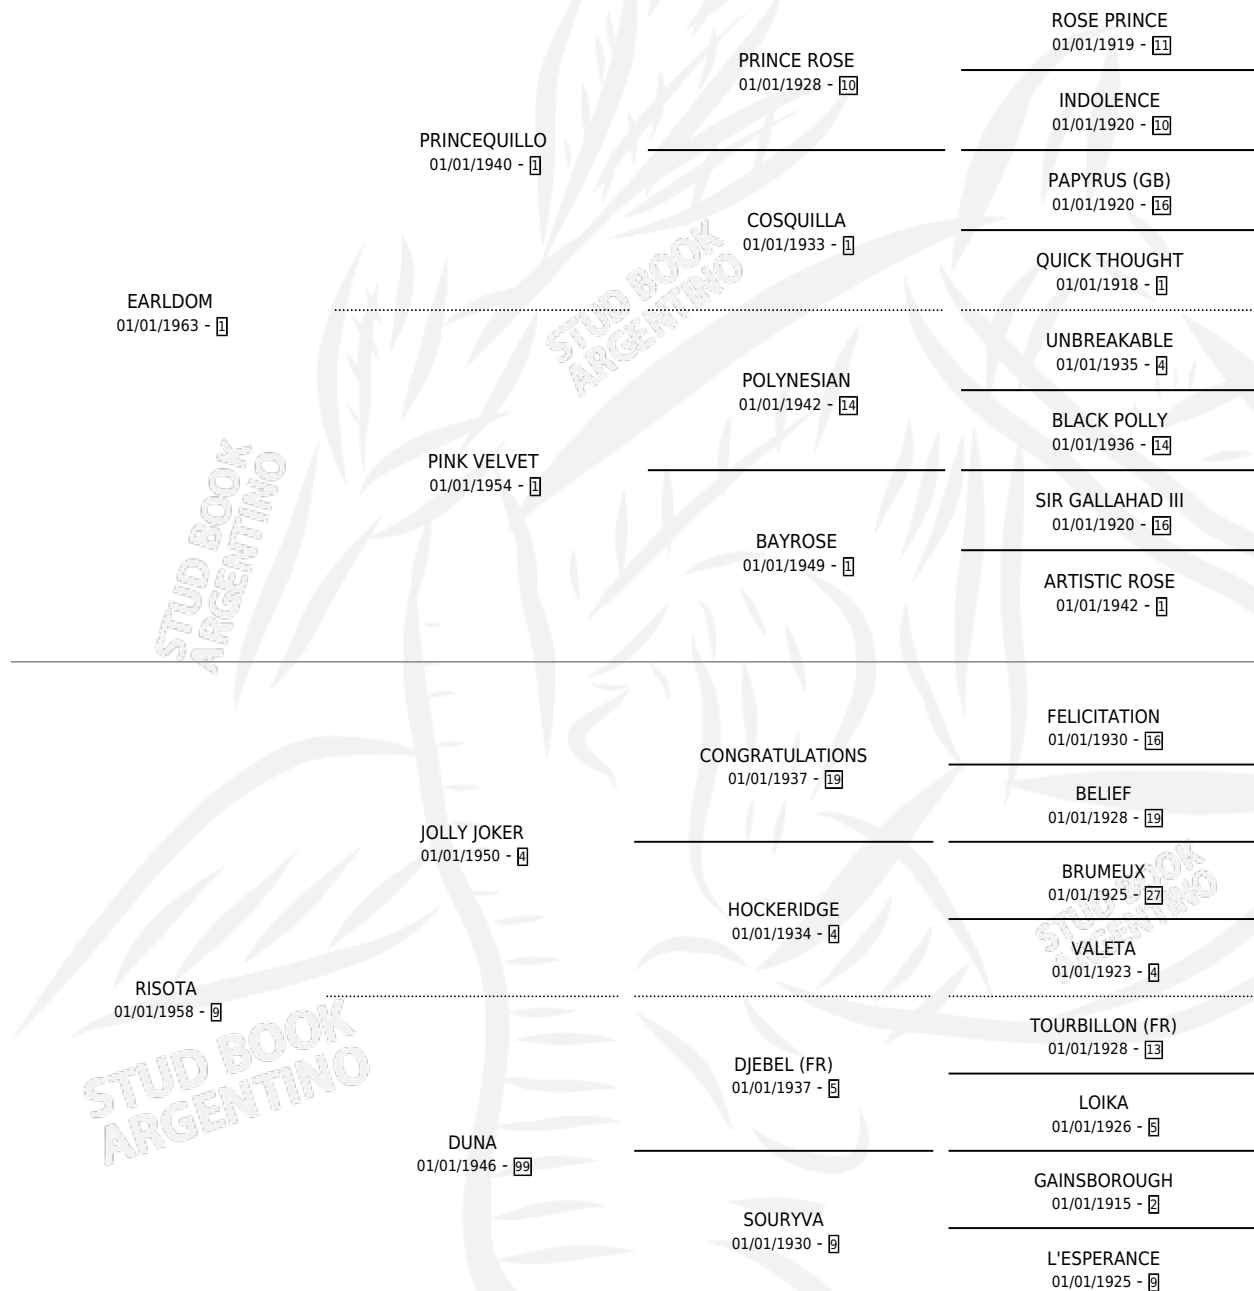 ROSE PRINCE
01/01/1919 - 11
PRINCE ROSE
01/01/1928 - 10
INDOLENCE
01/01/1920 - 10
PRINCEQUILLO
01/01/1940 - 1
PAPYRUS (GB)
01/01/1920 - 16
COSQUILLA
01/01/1933 - 1
QUICK THOUGHT
01/01/1918 - 1
EARLDOM
01/01/1963 - 1
STUD BOOK
ARGENTINO
UNBREAKABLE
01/01/1935 - 4
POLYNESIAN
01/01/1942 - 14
BLACK POLLY
01/01/1936 - 14
PINK VELVET
01/01/1954 - 1
SIR GALLAHAD III
01/01/1920 - 16
BAYROSE
01/01/1949 - 1
ARTISTIC ROSE
01/01/1942 - 1
STUD BOOK
ARGENTINO
FELICITATION
01/01/1930 - 16
CONGRATULATIONS
01/01/1937 - 19
BELIEF
01/01/1928 - 19
JOLLY JOKER
01/01/1950 - 4
BRUMEUX
01/01/1925 - 27
HOCKERIDGE
01/01/1934 - 4
VALETA
01/01/1923 - 4
STUD BOOK
ARGENTINO
RISOTA
01/01/1958 - 9
TOURBILLON (FR)
01/01/1928 - 13
DJEBEL (FR)
01/01/1937 - 5
LOIKA
01/01/1926 - 5
STUD BOOK
ARGENTINO
DUNA
01/01/1946 - 99
GAINSBOROUGH
01/01/1915 - 2
SOURYVA
01/01/1930 - 9
L'ESPERANCE
01/01/1925 - 9